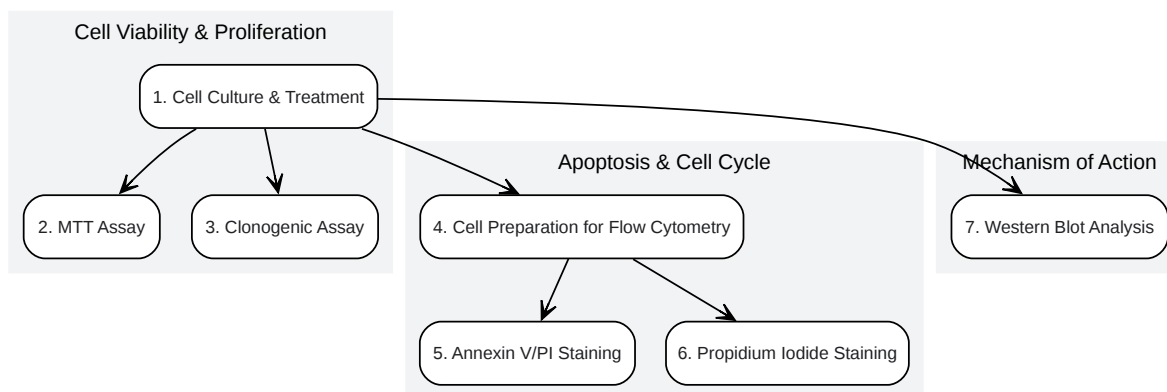 Cell Viability & Proliferation
1. Cell Culture & Treatment
Apoptosis & Cell Cycle
Mechanism of Action
2. MTT Assay
3. Clonogenic Assay
4. Cell Preparation for Flow Cytometry
7. Western Blot Analysis
5. Annexin V/PI Staining
6. Propidium Iodide Staining